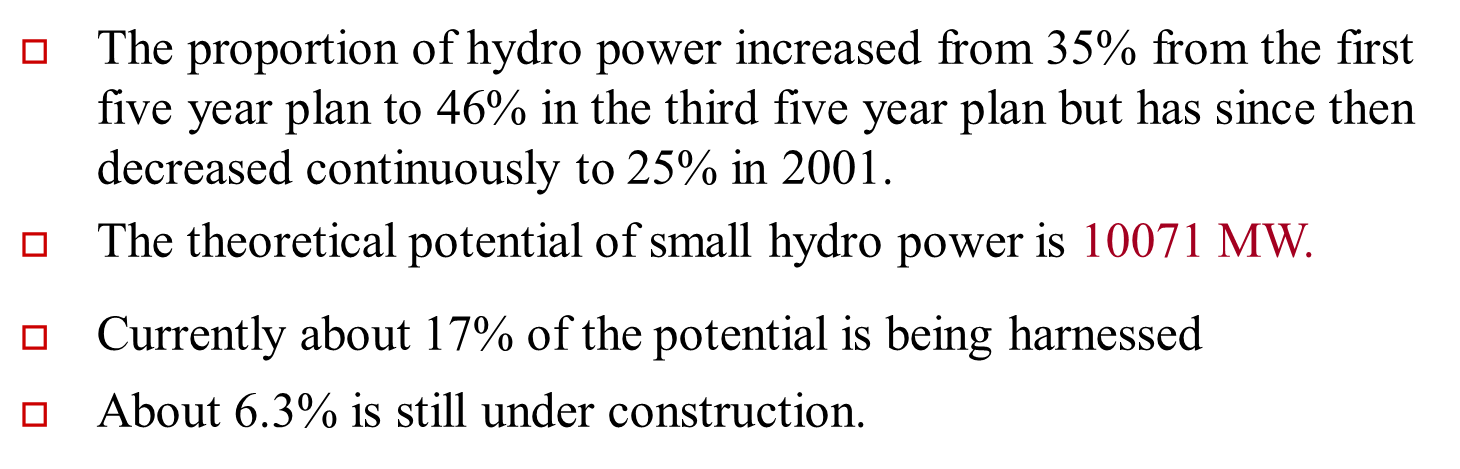 The proportion of hydro power increased from 35% from the first
five year plan to 46% in the third five year plan but has since then
decreased continuously to 25% in 2001.
The theoretical potential of small hydro power is 10071 MW.
Currently about 17% of the potential is being harnessed
About 6.3% is still under construction.